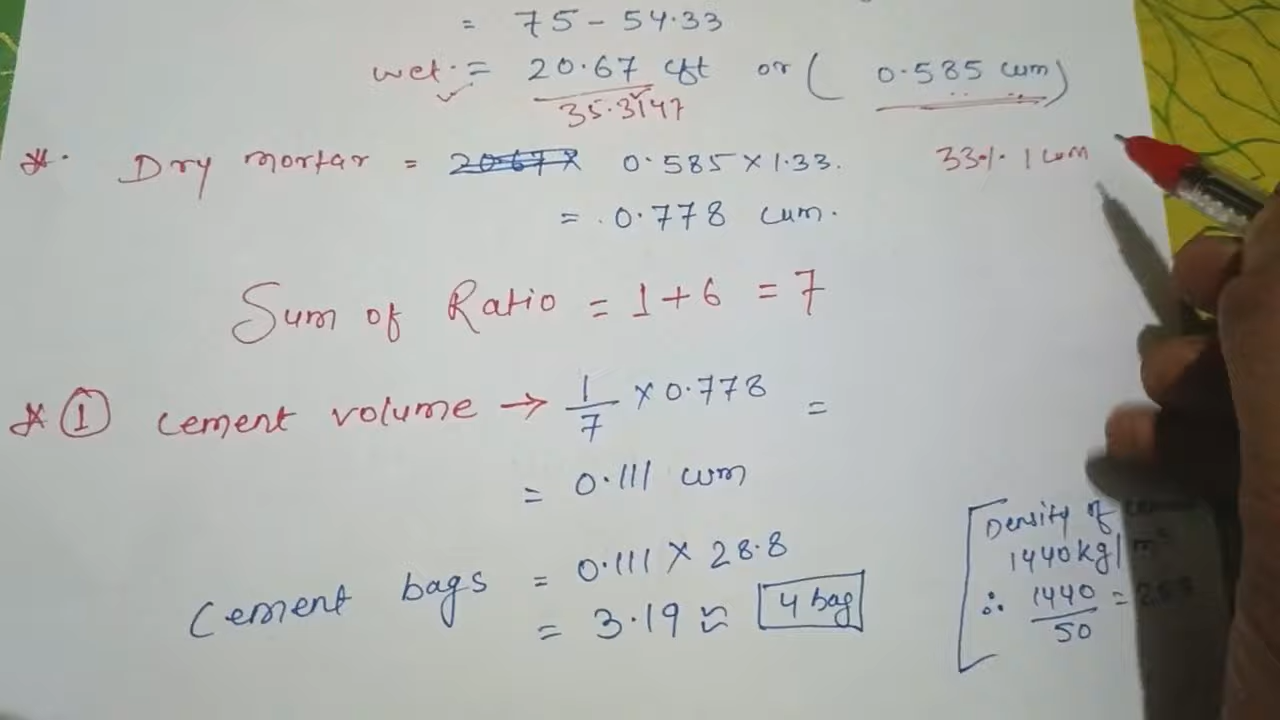 = 75 - 54.33
wet = 20.67 cft or ( 0.585 cum)
35.3147
* Dry mortar = 0.585 × 1.33. 33% 1 cum
= 0.778 cum.
Sum of Ratio = 1 + 6 = 7
* ① cement volume → 1/7 × 0.778 =
= 0.111 cum
Cement bags = 0.111 × 28.8
= 3.19 ≈ 4 bag
Density of
1440 kg/m³
∴ 1440/50 =